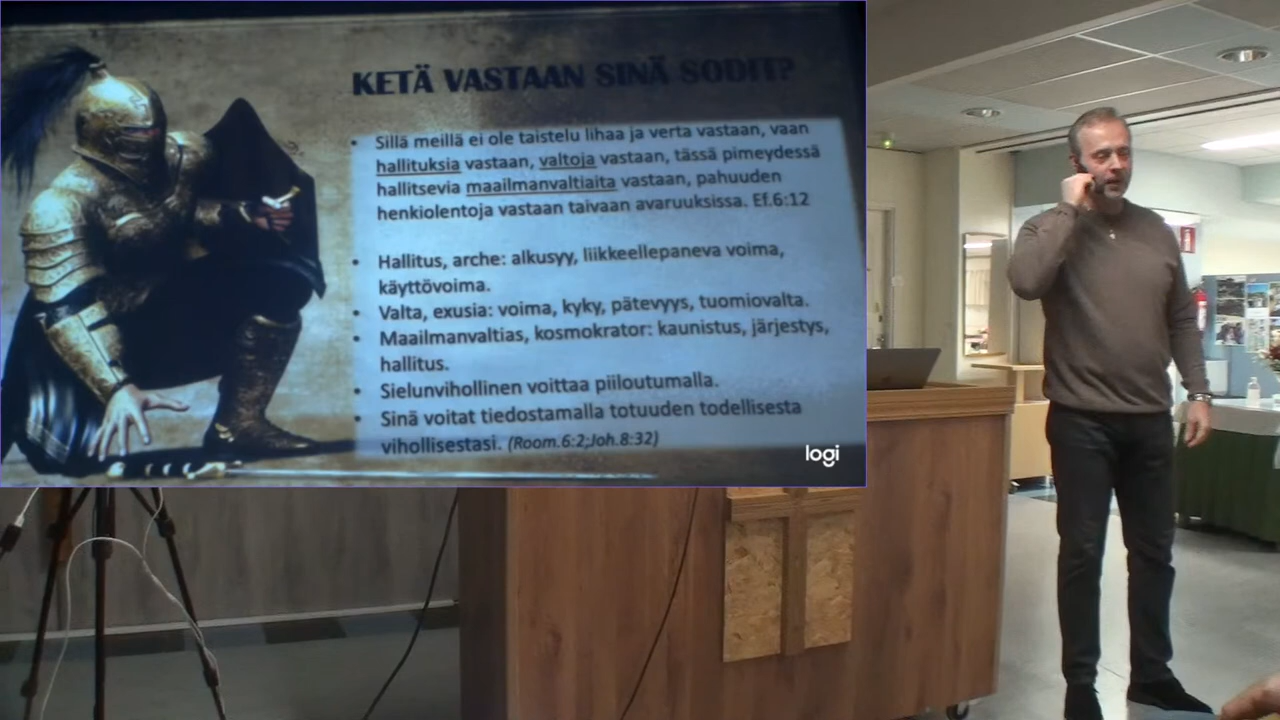 KETÄ VASTAAN SINÄ SODIT?
• Sillä meillä ei ole taistelu lihaa ja verta vastaan, vaan
hallituksia vastaan, valtoja vastaan, tässä pimeydessä
hallitsevia maailmanvaltiaita vastaan, pahuuden
henkiolentoja vastaan taivaan avaruuksissa. Ef.6:12
• Hallitus, arche: alkusyy, liikkeellepaneva voima,
käyttövoima.
• Valta, exusia: voima, kyky, pätevyys, tuomiovalta.
• Maailmanvaltias, kosmokrator: kaunistus, järjestys,
hallitus.
• Sielunvihollinen voittaa piiloutumalla.
• Sinä voitat tiedostamalla totuuden todellisesta
vihollisestasi. (Room.6:2;Joh.8:32)
logi